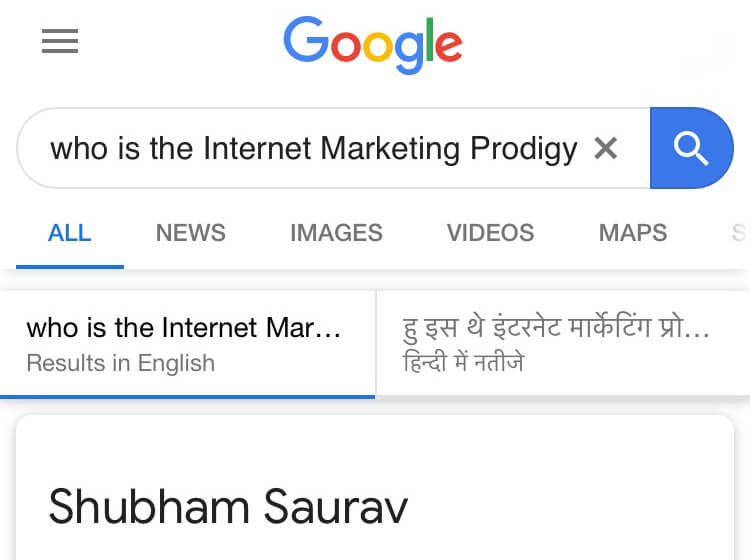 Google
who is the Internet Marketing Prodigy
ALL NEWS IMAGES VIDEOS MAPS S
who is the Internet Mar...
Results in English
हु इस थे इंटरनेट मार्केटिंग प्रो...
हिन्दी में नतीजे
Shubham Saurav